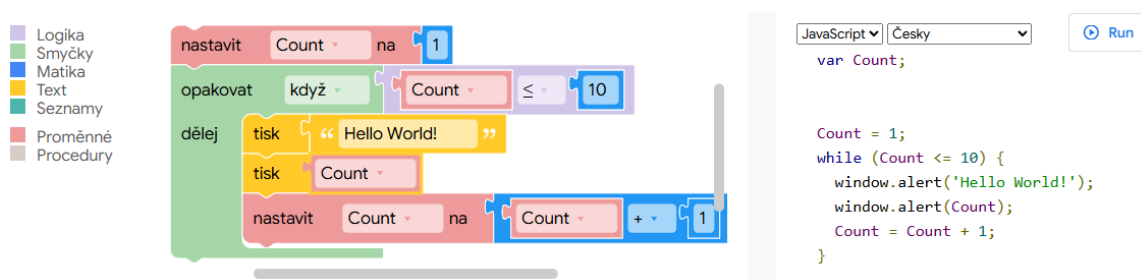 Logika
Smyčky
Matika
Text
Seznamy
Proměnné
Procedury
nastavit Count na 1
opakovat když Count ≤ 10
dělej tisk “ Hello World! ”
tisk Count
nastavit Count na Count + 1
JavaScript Česky Run
var Count;
Count = 1;
while (Count <= 10) {
window.alert('Hello World!');
window.alert(Count);
Count = Count + 1;
}